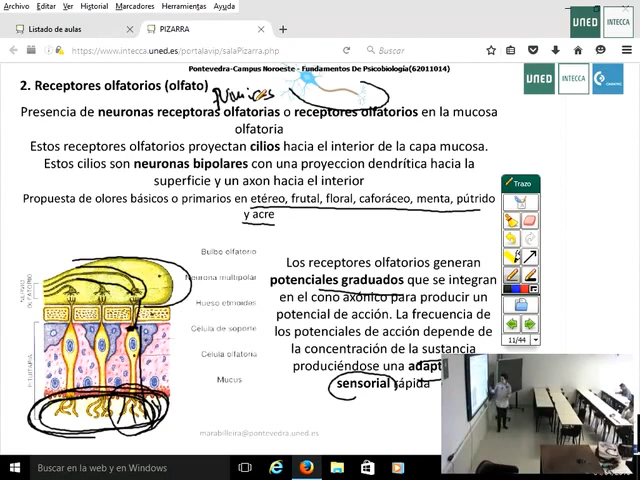 Archivo Editar Ver Historial Marcadores Herramientas Ayuda
Listado de aulas
PIZARRA
https://www.intecca.uned.es/portalavip/salaPizarra.php
Buscar
UNED
INTECCA
Pontevedra-Campus Noroeste - Fundamentos De Psicobiología(62011014)
UNED
INTECCA
2. Receptores olfatorios (olfato)
Presencia de neuronas receptoras olfatorias o receptores olfatorios en la mucosa
olfatoria
Estos receptores olfatorios proyectan cilios hacia el interior de la capa mucosa.
Estos cilios son neuronas bipolares con una proyeccion dendrítica hacia la
superficie y un axon hacia el interior
Propuesta de olores básicos o primarios en etéreo, frutal, floral, caforáceo, menta, pútrido
y acre
Trazo
11/44
Bulbo olfatorio
Neurona multipolar
Hueso etmoides
Célula de soporte
Célula olfatoria
Mucus
NERVIO
OLFATORIO
Los receptores olfatorios generan
potenciales graduados que se integran
en el cono axónico para producir un
potencial de acción. La frecuencia
de los potenciales de acción depende de
la concentración de la sustancia
produciéndose una adapt
sensorial rápida
marabilleira@pontevedra.uned.es
Buscar en la web y en Windows